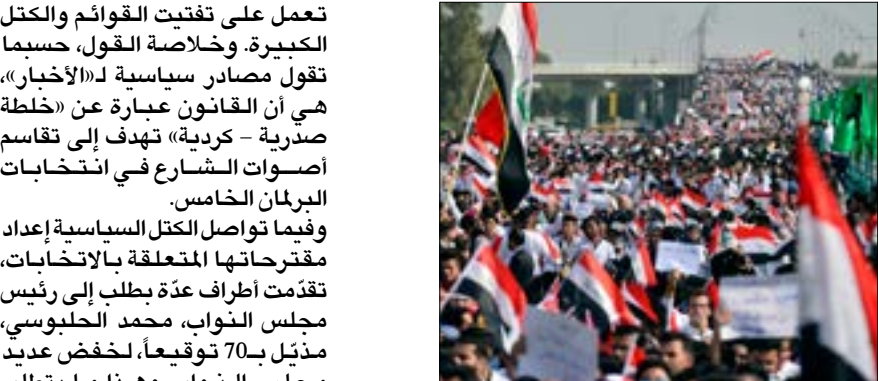 تعمل على تفتيت القوائم والكتل
الكبيرة. وخلاصة القول، حسبما
تقول مصادر سياسية لـ«الأخبار»،
هي أن القانون عبارة عن «خلطة
صدرية – كردية» تهدف إلى تقاسم
أصوات الشارع في انتخابات
البرلمان الخامس.
وفيما تواصل الكتل السياسية إعداد
مقترحاتها المتعلقة بالاتخابات،
تقدّمت أطراف عدّة بطلب إلى رئيس
مجلس النواب، محمد الحلبوسي،
مذيّل بـ70 توقيعاً، لخفض عديد